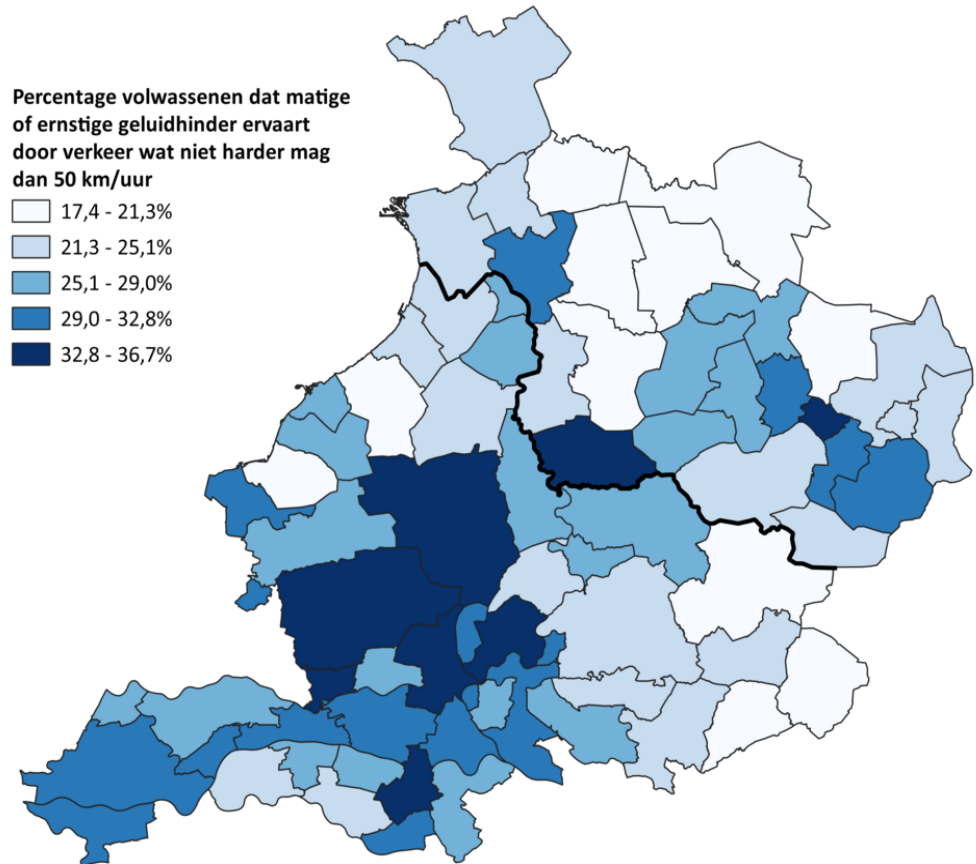 Percentage volwassenen dat matige
of ernstige geluidhinder ervaart
door verkeer wat niet harder mag
dan 50 km/uur
17,4 - 21,3%
21,3 - 25,1%
25,1 - 29,0%
29,0 - 32,8%
32,8 - 36,7%